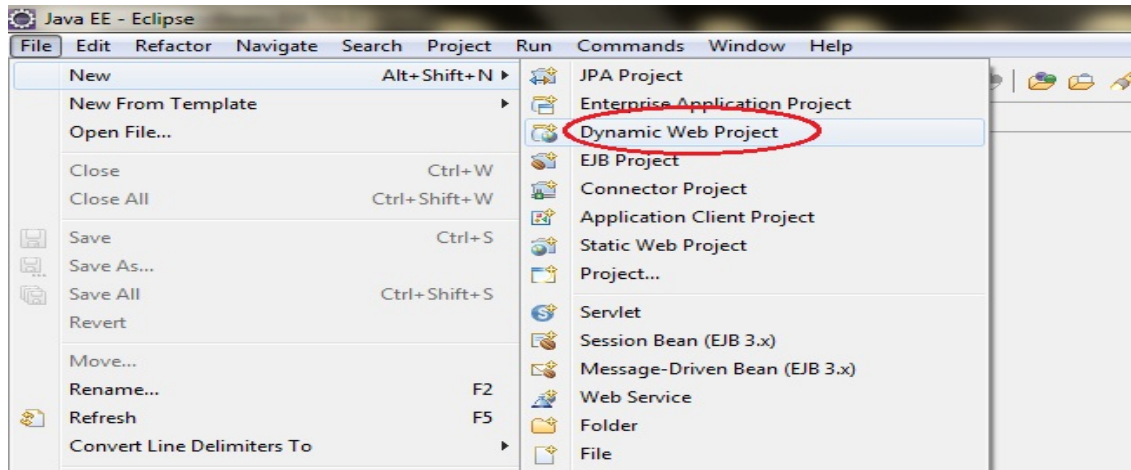 Java EE - Eclipse
File Edit Refactor Navigate Search Project Run Commands Window Help
New Alt+Shift+N
New From Template
Open File...
Close Ctrl+W
Close All Ctrl+Shift+W
Save Ctrl+S
Save As...
Save All Ctrl+Shift+S
Revert
Move...
Rename... F2
Refresh F5
Convert Line Delimiters To
JPA Project
Enterprise Application Project
Dynamic Web Project
EJB Project
Connector Project
Application Client Project
Static Web Project
Project...
Servlet
Session Bean (EJB 3.x)
Message-Driven Bean (EJB 3.x)
Web Service
Folder
File